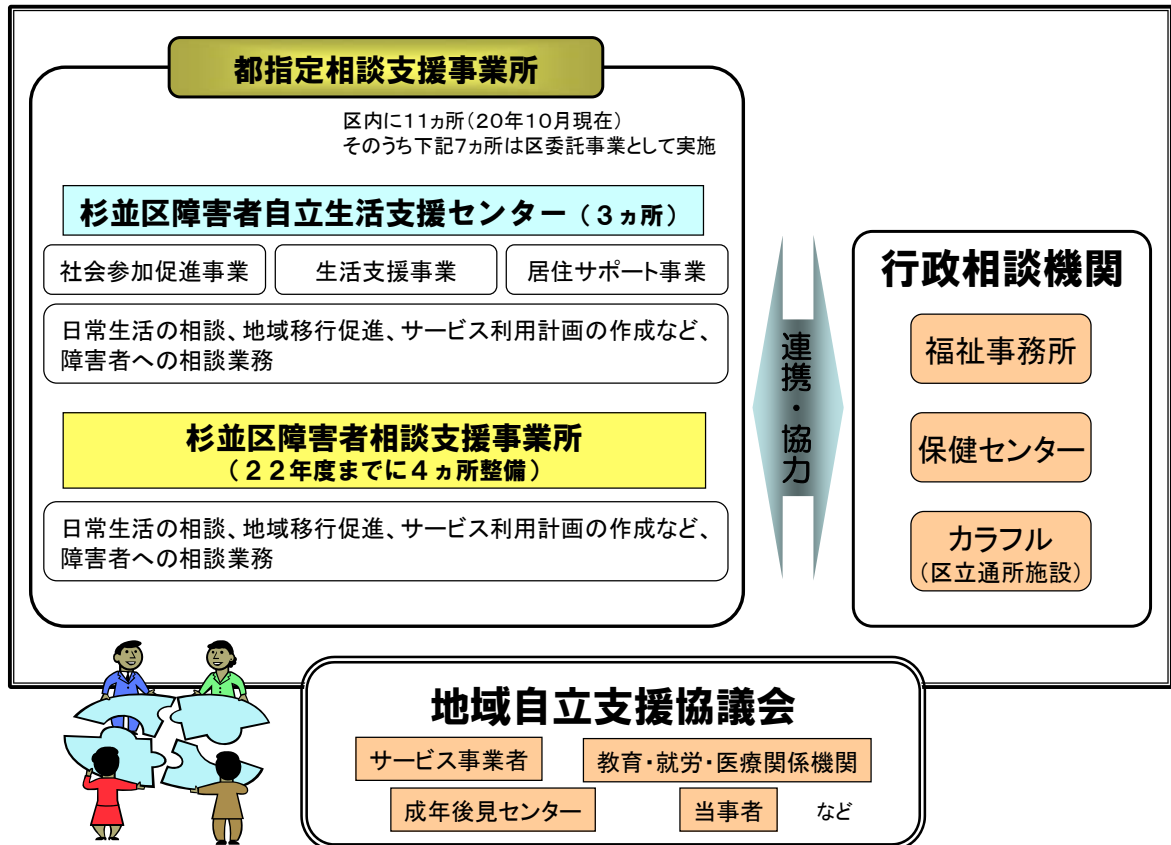 都指定相談支援事業所
区内に11ヵ所(20年10月現在)
そのうち下記7ヵ所は区委託事業として実施
杉並区障害者自立生活支援センター(3ヵ所)
社会参加促進事業
生活支援事業
居住サポート事業
日常生活の相談、地域移行促進、サービス利用計画の作成など、
障害者への相談業務
杉並区障害者相談支援事業所
(22年度までに4ヵ所整備)
日常生活の相談、地域移行促進、サービス利用計画の作成など、
障害者への相談業務
連携・協力
行政相談機関
福祉事務所
保健センター
カラフル
(区立通所施設)
地域自立支援協議会
サービス事業者
教育・就労・医療関係機関
成年後見センター
当事者
など